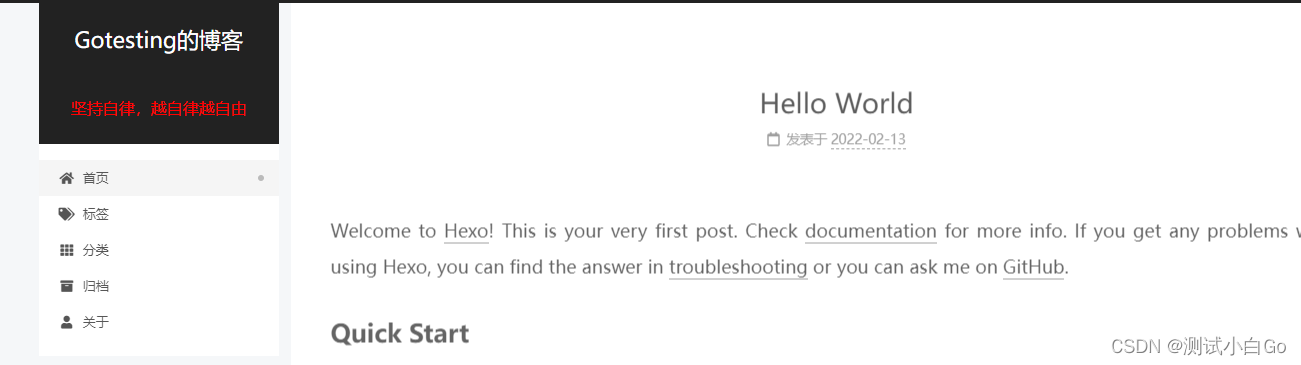 Gotesting的博客
坚持自律，越自律越自由
首页
标签
分类
归档
关于
Hello World
发表于 2022-02-13
Welcome to Hexo! This is your very first post. Check documentation for more info. If you get any problems
using Hexo, you can find the answer in troubleshooting or you can ask me on GitHub.
Quick Start
CSDN @测试小白Go